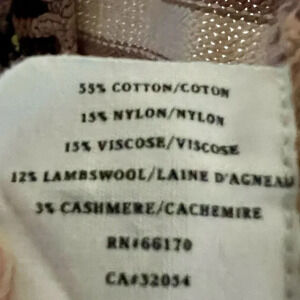 55% COTTON/COTON
15% NYLON/NYLON
15% VISCOSE/VISCOSE
12% LAMBSWOOL/LAINE D'AGNEAU
3% CASHMERE/CACHEMIRE
RN#66170
CA#32054